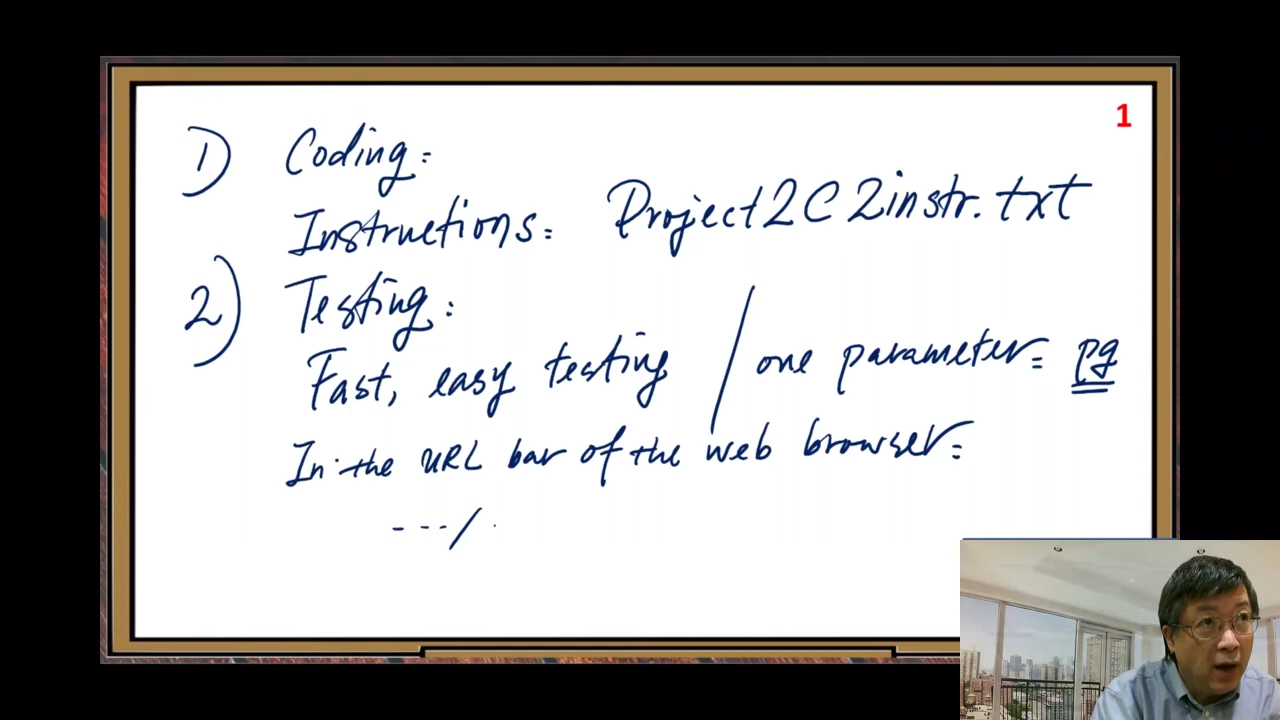 1
1) Coding:
Instructions: Project2C2instr.txt
2) Testing:
Fast, easy testing / one parameter: pg
In the URL bar of the web browser:
---/